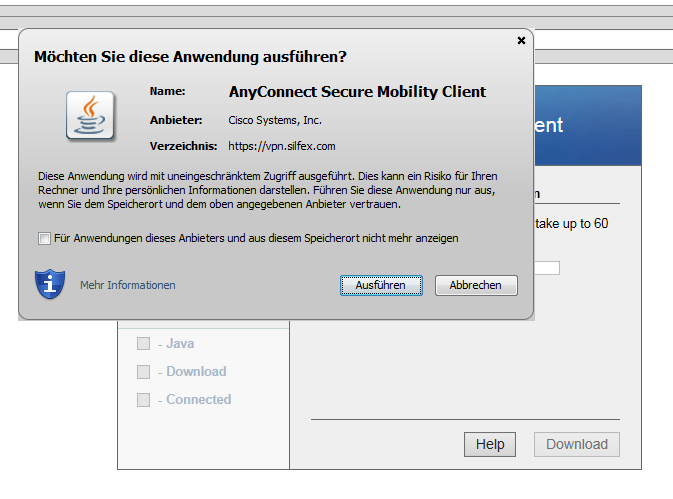 Möchten Sie diese Anwendung ausführen?
Name: AnyConnect Secure Mobility Client
Anbieter: Cisco Systems, Inc.
Verzeichnis: https://vpn.silfex.com
Diese Anwendung wird mit uneingeschränktem Zugriff ausgeführt. Dies kann ein Risiko für Ihren
Rechner und Ihre persönlichen Informationen darstellen. Führen Sie diese Anwendung nur aus,
wenn Sie dem Speicherort und dem oben angegebenen Anbieter vertrauen.
Für Anwendungen dieses Anbieters und aus diesem Speicherort nicht mehr anzeigen
Mehr Informationen
Ausführen
Abbrechen
ent
n
take up to 60
- Java
- Download
- Connected
Help
Download